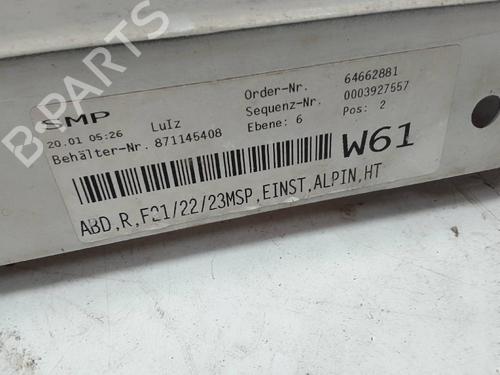 SMP
20.01 05:26 LuIz
Behälter-Nr. 871145408
Order-Nr. 64662881
Sequenz-Nr. 0003927557
Ebene: 6 Pos: 2
W61
ABD,R,F21/22/23MSP,EINST,ALPIN,HT
B-PARTS